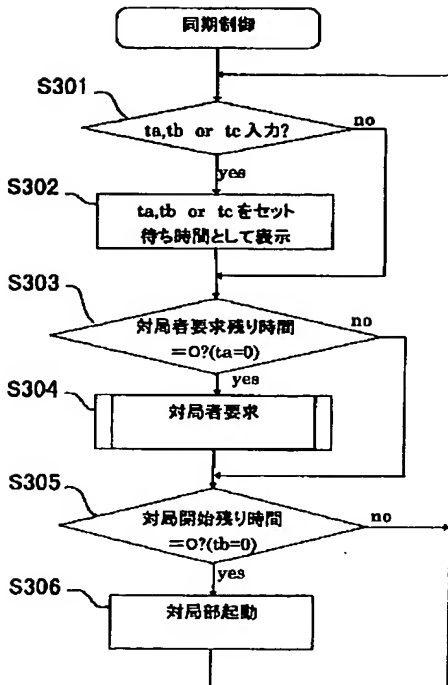 同期制御
S301
ta,tb or tc 入力?
no
yes
S302
ta,tb or tc をセット
待ち時間として表示
S303
対局者要求残り時間
=0?(ta=0)
no
yes
S304
対局者要求
S305
対局開始残り時間
=0?(tb=0)
no
yes
S306
対局部起動